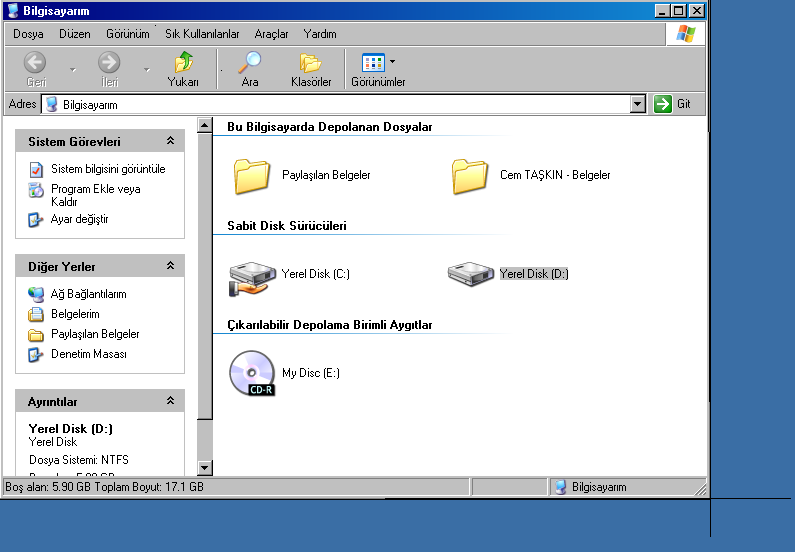 Bilgisayarım
Dosya Düzen Görünüm Sık Kullanılanlar Araçlar Yardım
Geri İleri Yukarı Ara Klasörler Görünümler
Adres Bilgisayarım Git
Sistem Görevleri
Sistem bilgisini görüntüle
Program Ekle veya
Kaldır
Ayar değiştir
Diğer Yerler
Ağ Bağlantılarım
Belgelerim
Paylaşılan Belgeler
Denetim Masası
Ayrıntılar
Yerel Disk (D:)
Yerel Disk
Dosya Sistemi: NTFS
Bu Bilgisayarda Depolanan Dosyalar
Paylaşılan Belgeler
Cem TAŞKIN - Belgeler
Sabit Disk Sürücüleri
Yerel Disk (C:)
Yerel Disk (D:)
Çıkarılabilir Depolama Birimli Aygıtlar
CD-R
My Disc (E:)
Boş alan: 5.90 GB Toplam Boyut: 17.1 GB
Bilgisayarım